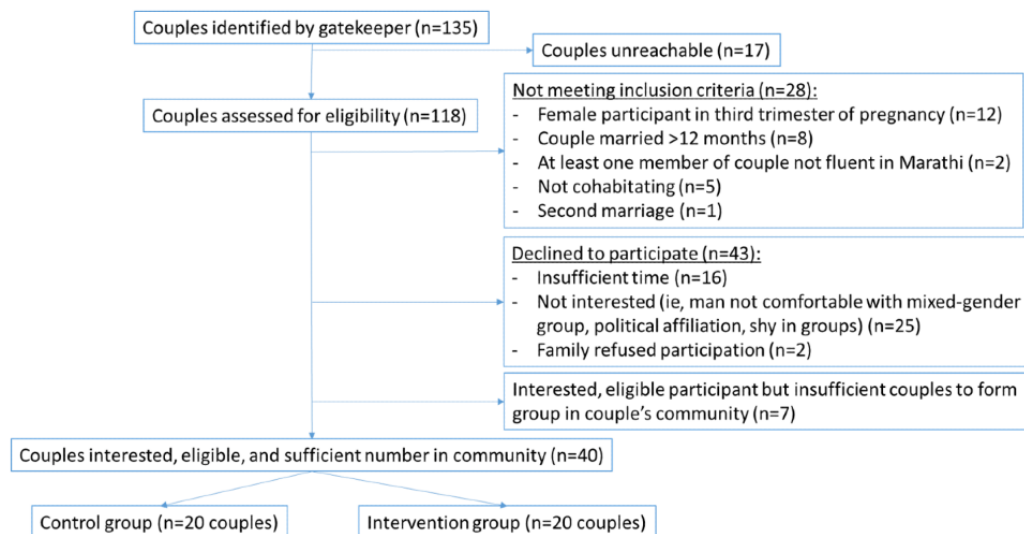 Couples identified by gatekeeper (n=135)
Couples unreachable (n=17)
Couples assessed for eligibility (n=118)
Not meeting inclusion criteria (n=28):
- Female participant in third trimester of pregnancy (n=12)
- Couple married >12 months (n=8)
- At least one member of couple not fluent in Marathi (n=2)
- Not cohabitating (n=5)
- Second marriage (n=1)
Declined to participate (n=43):
- Insufficient time (n=16)
- Not interested (ie, man not comfortable with mixed-gender
group, political affiliation, shy in groups) (n=25)
- Family refused participation (n=2)
Interested, eligible participant but insufficient couples to form
group in couple's community (n=7)
Couples interested, eligible, and sufficient number in community (n=40)
Control group (n=20 couples)
Intervention group (n=20 couples)